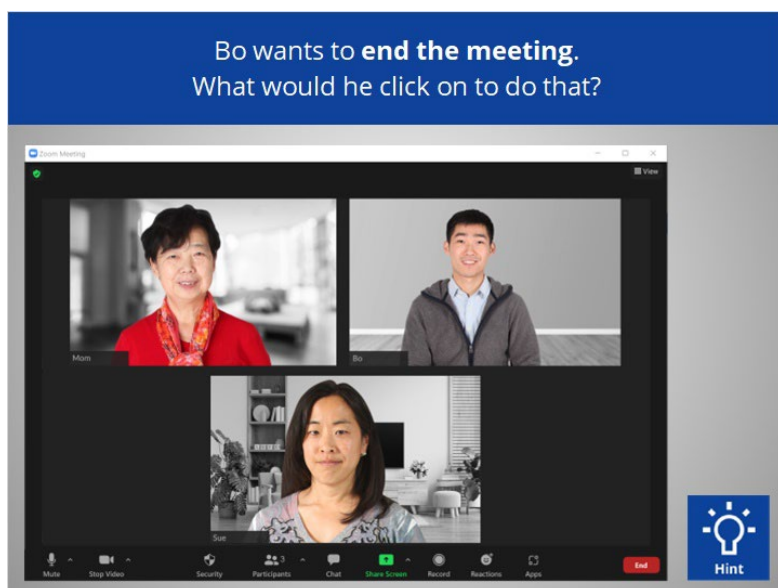 Bo wants to end the meeting.
What would he click on to do that?
Zoom Meeting
View
Mom
Bo
Sue
Mute
Stop Video
Security
Participants
3
Chat
Share Screen
Record
Reactions
Apps
End
Hint